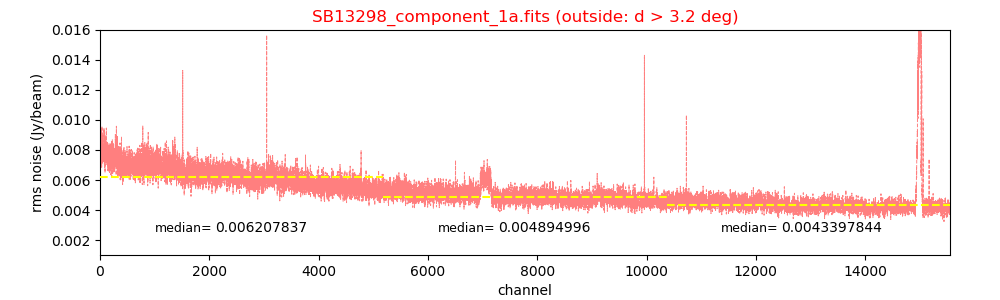 SB13298_component_1a.fits (outside: d > 3.2 deg)
0.016
0.014
0.012
0.010
0.008
0.006
0.004
0.002
rms noise (Jy/beam)
median= 0.006207837
median= 0.004894996
median= 0.0043397844
0
2000
4000
6000
8000
10000
12000
14000
channel